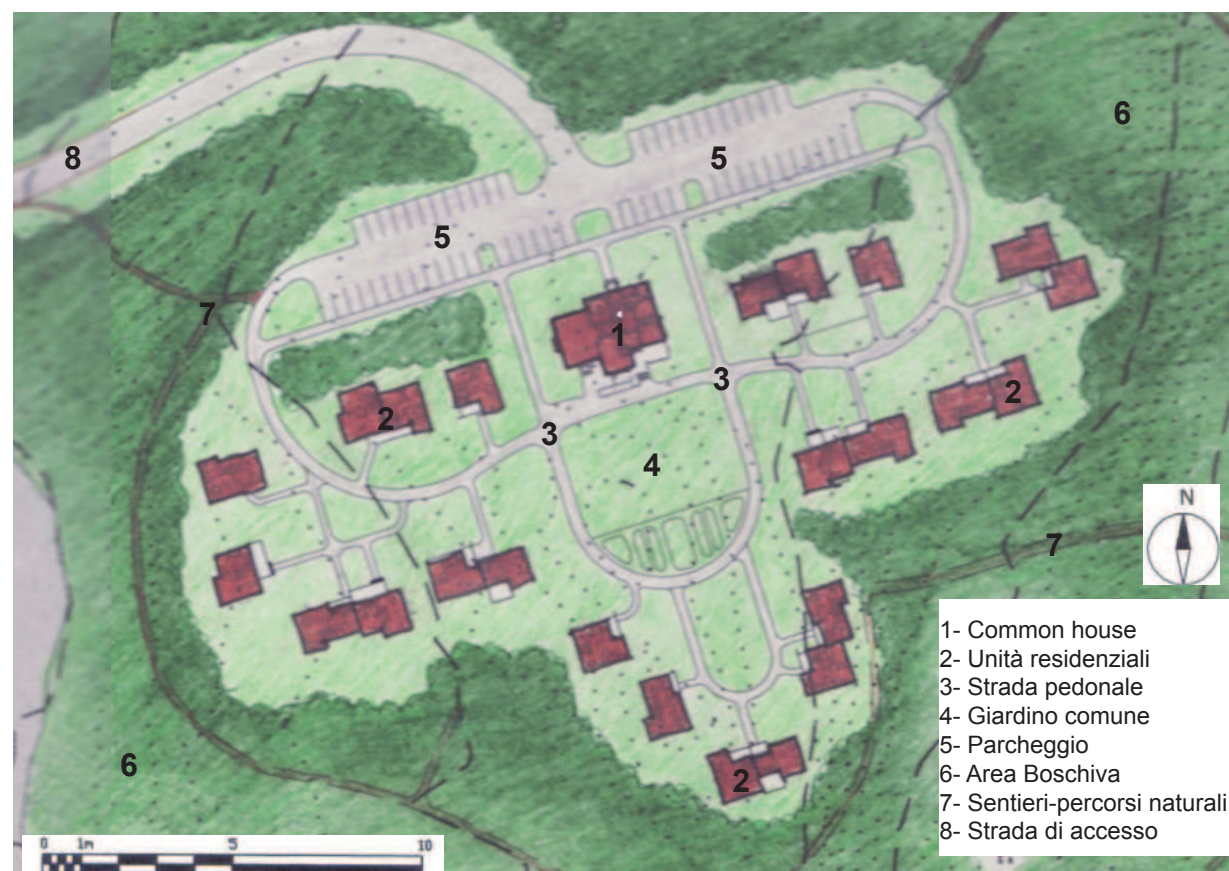 6
8
5
5
7
1
3
2
2
3
4
7
N
6
2
1- Common house
2- Unità residenziali
3- Strada pedonale
4- Giardino comune
5- Parcheggio
6- Area Boschiva
7- Sentieri-percorsi naturali
8- Strada di accesso
0 1m 5 10